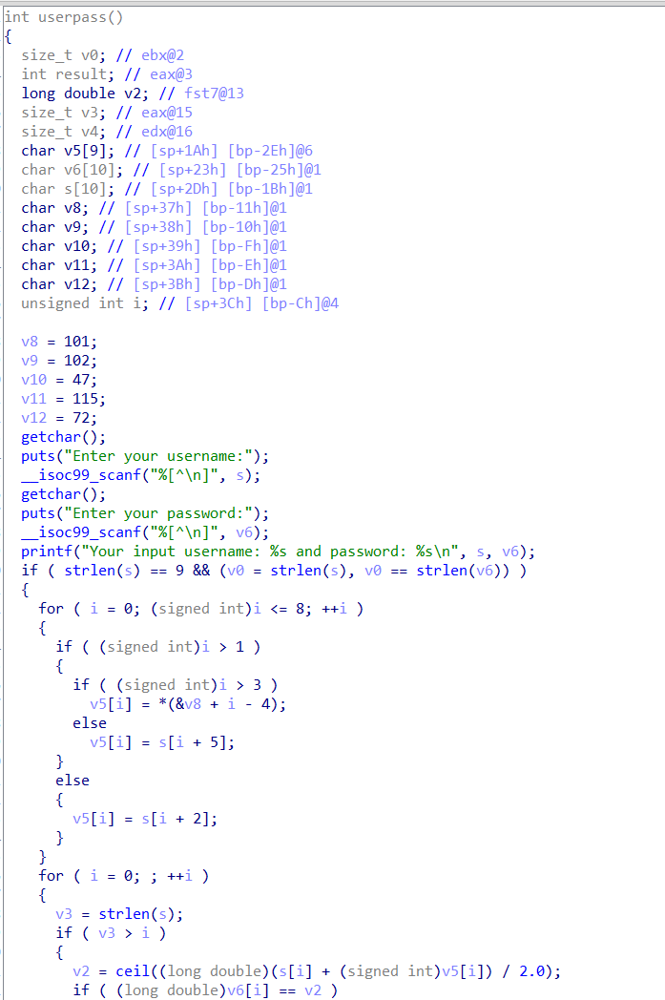 int userpass()
{
  size_t v0; // ebx@2
  int result; // eax@3
  long double v2; // fst7@13
  size_t v3; // eax@15
  size_t v4; // edx@16
  char v5[9]; // [sp+1Ah] [bp-2Eh]@6
  char v6[10]; // [sp+23h] [bp-25h]@1
  char s[10]; // [sp+2Dh] [bp-1Bh]@1
  char v8; // [sp+37h] [bp-11h]@1
  char v9; // [sp+38h] [bp-10h]@1
  char v10; // [sp+39h] [bp-Fh]@1
  char v11; // [sp+3Ah] [bp-Eh]@1
  char v12; // [sp+3Bh] [bp-Dh]@1
  unsigned int i; // [sp+3Ch] [bp-Ch]@4

  v8 = 101;
  v9 = 102;
  v10 = 47;
  v11 = 115;
  v12 = 72;
  getchar();
  puts("Enter your username:");
  __isoc99_scanf("%[^\n]", s);
  getchar();
  puts("Enter your password:");
  __isoc99_scanf("%[^\n]", v6);
  printf("Your input username: %s and password: %s\n", s, v6);
  if ( strlen(s) == 9 && (v0 = strlen(s), v0 == strlen(v6)) )
  {
    for ( i = 0; (signed int)i <= 8; ++i )
    {
      if ( (signed int)i > 1 )
      {
        if ( (signed int)i > 3 )
          v5[i] = *(&v8 + i - 4);
        else
          v5[i] = s[i + 5];
      }
      else
      {
        v5[i] = s[i + 2];
      }
    }
    for ( i = 0; ; ++i )
    {
      v3 = strlen(s);
      if ( v3 > i )
      {
        v2 = ceil((long double)(s[i] + (signed int)v5[i]) / 2.0);
        if ( (long double)v6[i] == v2 )